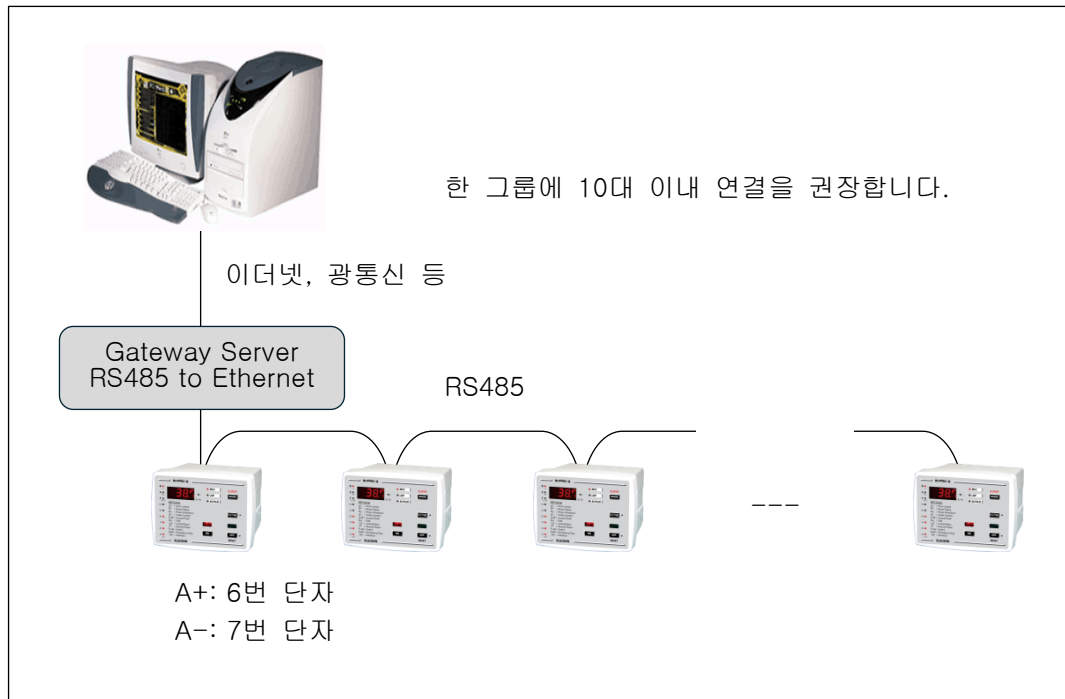 한 그룹에 10대 이내 연결을 권장합니다.
이더넷, 광통신 등
Gateway Server
RS485 to Ethernet
RS485
---
A+: 6번 단자
A-: 7번 단자